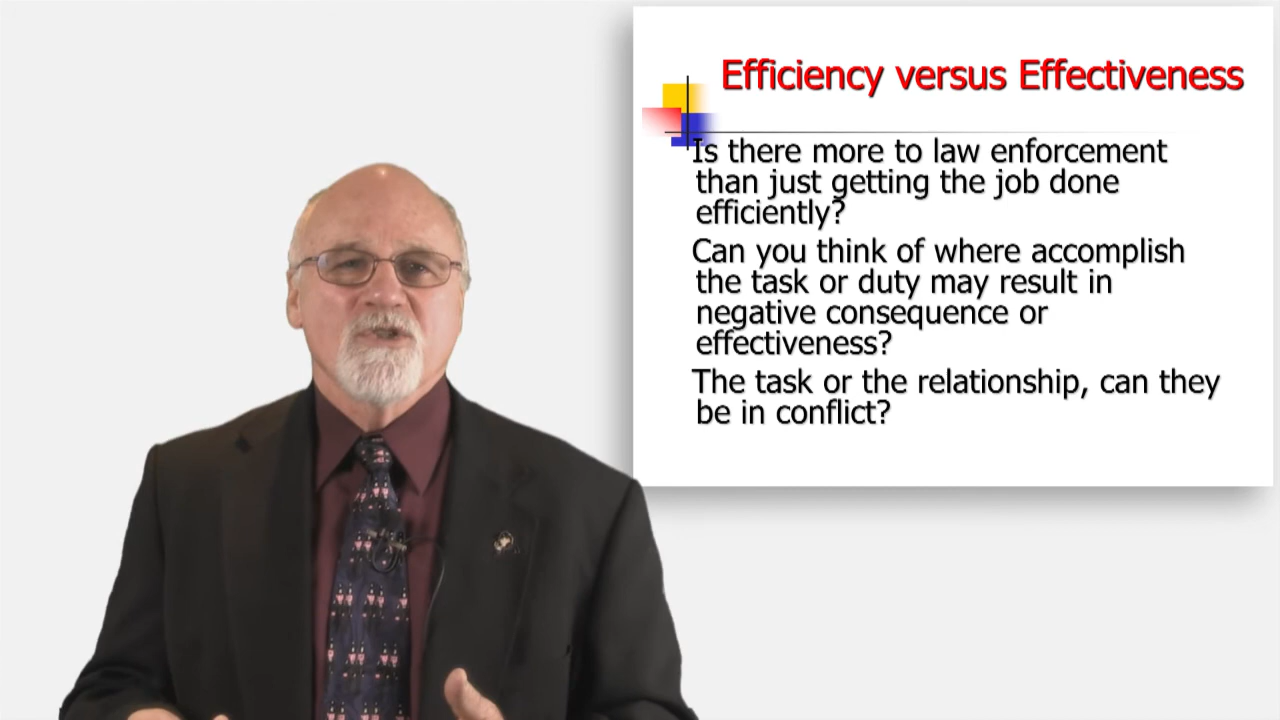 Efficiency versus Effectiveness
Is there more to law enforcement
than just getting the job done
efficiently?
Can you think of where accomplish
the task or duty may result in
negative consequence or
effectiveness?
The task or the relationship, can they
be in conflict?